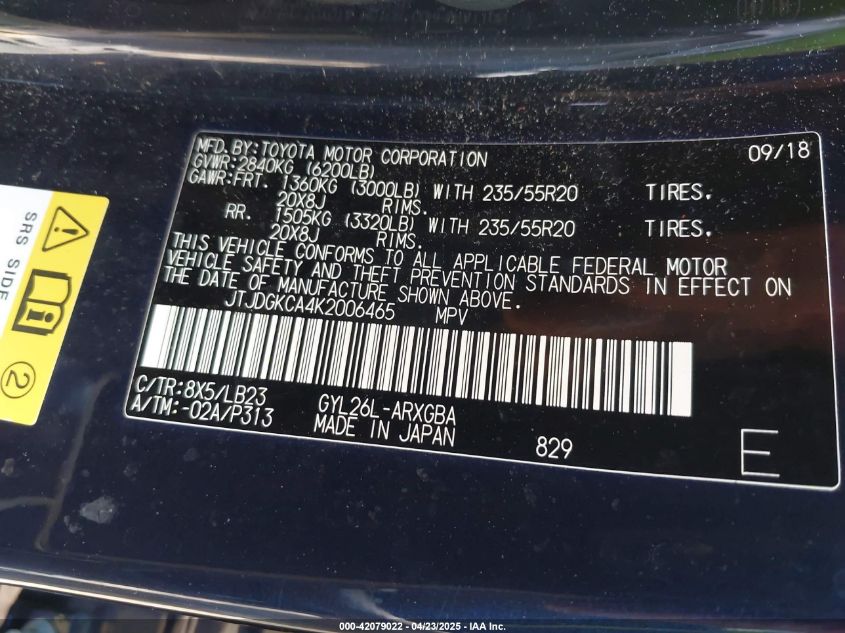 MFD. BY:TOYOTA MOTOR CORPORATION 09/18
GVWR:2840KG (6200LB)
GAWR:FRT. 1360KG (3000LB) WITH 235/55R20 TIRES.
20X8J RIMS.
RR. 1505KG (3320LB) WITH 235/55R20 TIRES.
20X8J RIMS.
THIS VEHICLE CONFORMS TO ALL APPLICABLE FEDERAL MOTOR
VEHICLE SAFETY AND THEFT PREVENTION STANDARDS IN EFFECT ON
THE DATE OF MANUFACTURE SHOWN ABOVE.
JTJDGKCA4K2006465 MPV
C/TR:8X5/LB23 GYL26L-ARXGBA
A/TM:-02A/P313 MADE IN JAPAN 829 E
SRS SIDE
2
000-42079022 - 04/23/2025 - IAA Inc.